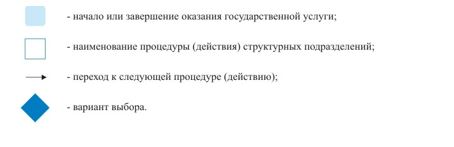 - начало или завершение оказания государственной услуги;
- наименование процедуры (действия) структурных подразделений;
- переход к следующей процедуре (действию);
- вариант выбора.